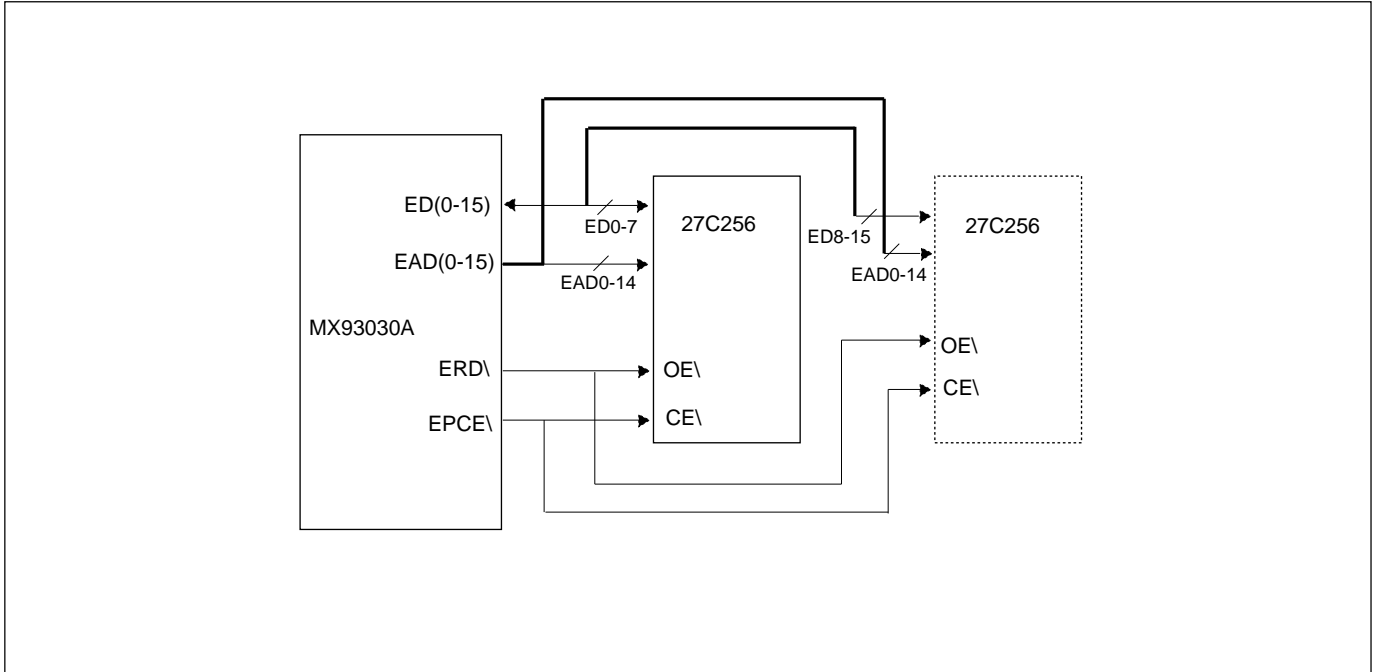 ED(0-15)
EAD(0-15)
MX93030A
ERD\
EPCE\
ED0-7
EAD0-14
27C256
OE\
CE\
ED8-15
EAD0-14
27C256
OE\
CE\